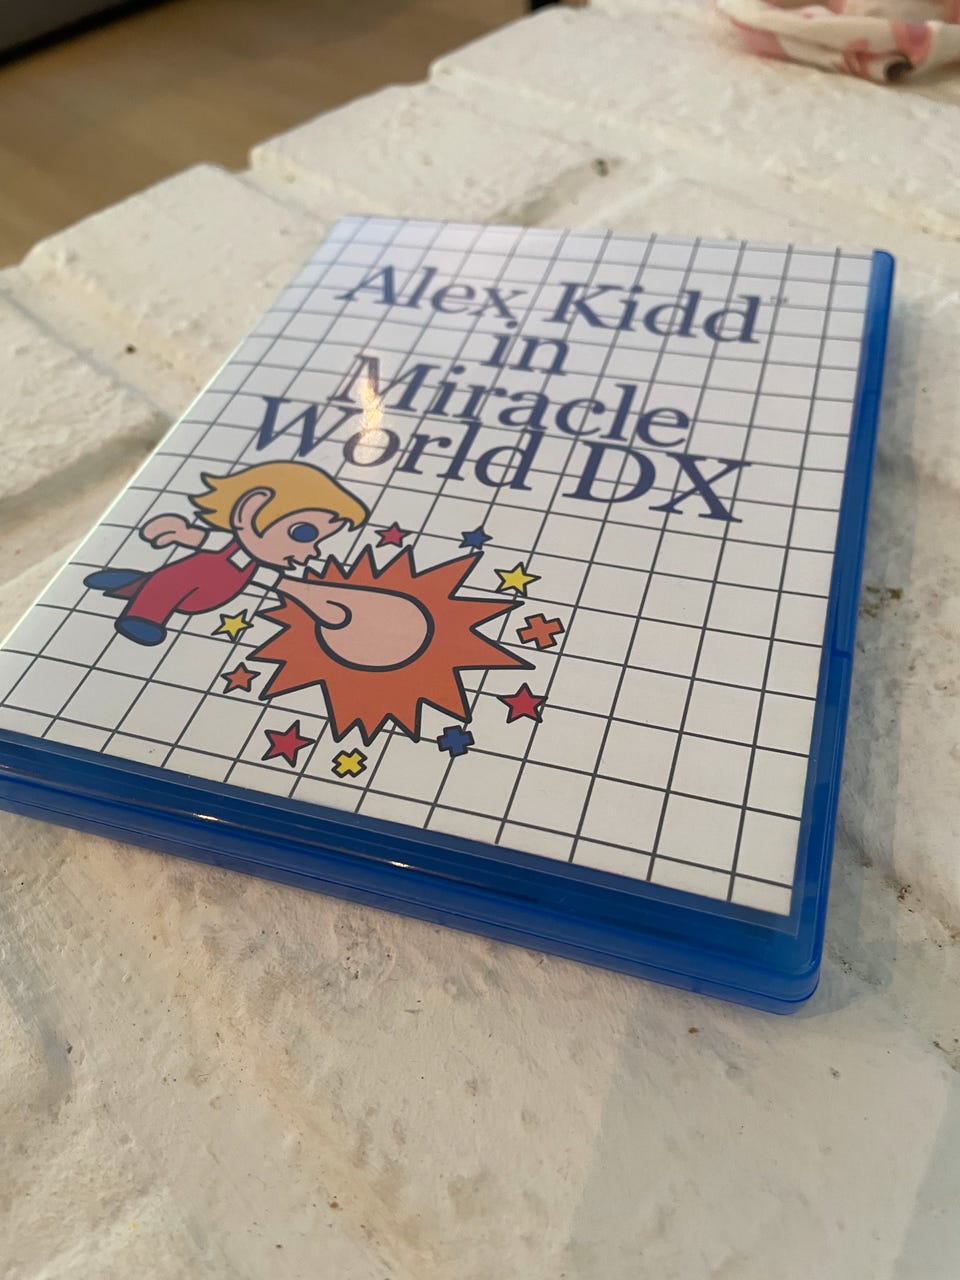 Alex Kidd™
in
Miracle
World DX